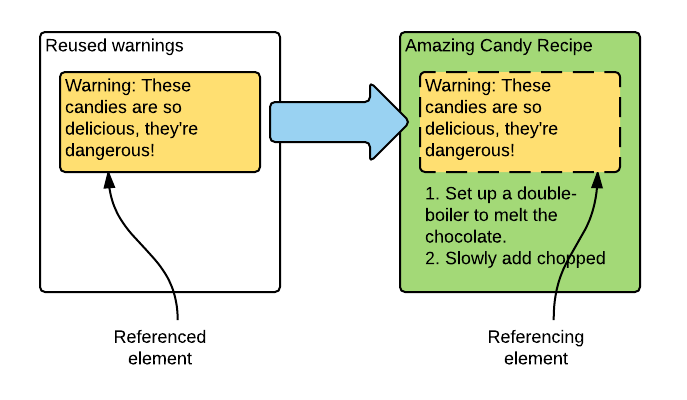 Reused warnings
Warning: These
candies are so
delicious, they're
dangerous!
Referenced
element
Amazing Candy Recipe
Warning: These
candies are so
delicious, they're
dangerous!
1. Set up a double-
boiler to melt the
chocolate.
2. Slowly add chopped
Referencing
element